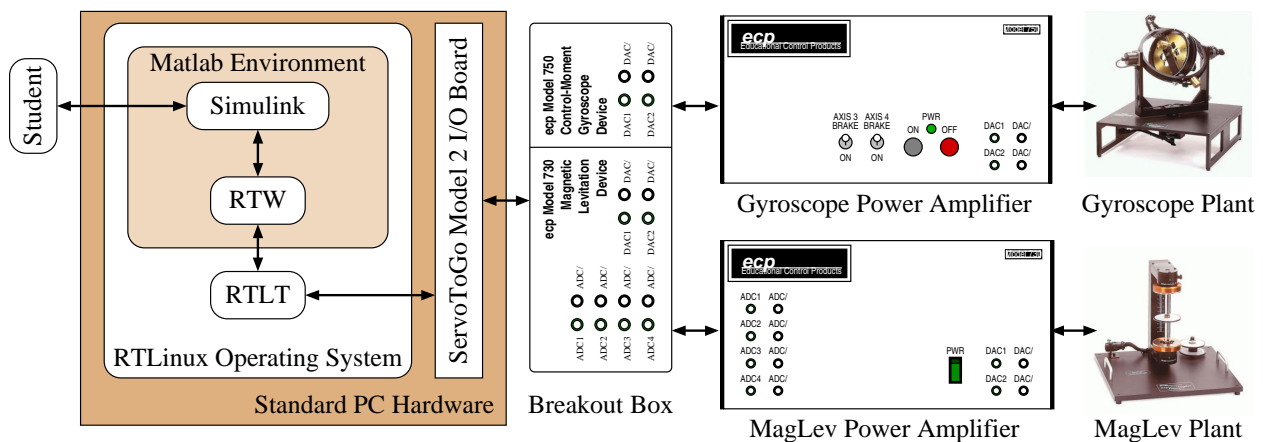 Student
Matlab Environment
Simulink
RTW
RTLT
RTLinux Operating System
Standard PC Hardware
ServoToGo Model 2 I/O Board
ecp Model 750
Control-Moment
Gyroscope
Device
DAC1 DAC/
DAC2 DAC/
ecp Model 730
Magnetic
Levitation
Device
DAC1 DAC/
DAC2 DAC/
ADC1 ADC/
ADC2 ADC/
ADC3 ADC/
ADC4 ADC/
Breakout Box
ecp
Educational Control Products
MODEL 750
AXIS 3 AXIS 4
BRAKE BRAKE
ON ON
PWR
ON OFF
DAC1 DAC/
DAC2 DAC/
Gyroscope Power Amplifier
Gyroscope Plant
ecp
Educational Control Products
MODEL 730
ADC1 ADC/
ADC2 ADC/
ADC3 ADC/
ADC4 ADC/
PWR
DAC1 DAC/
DAC2 DAC/
MagLev Power Amplifier
MagLev Plant